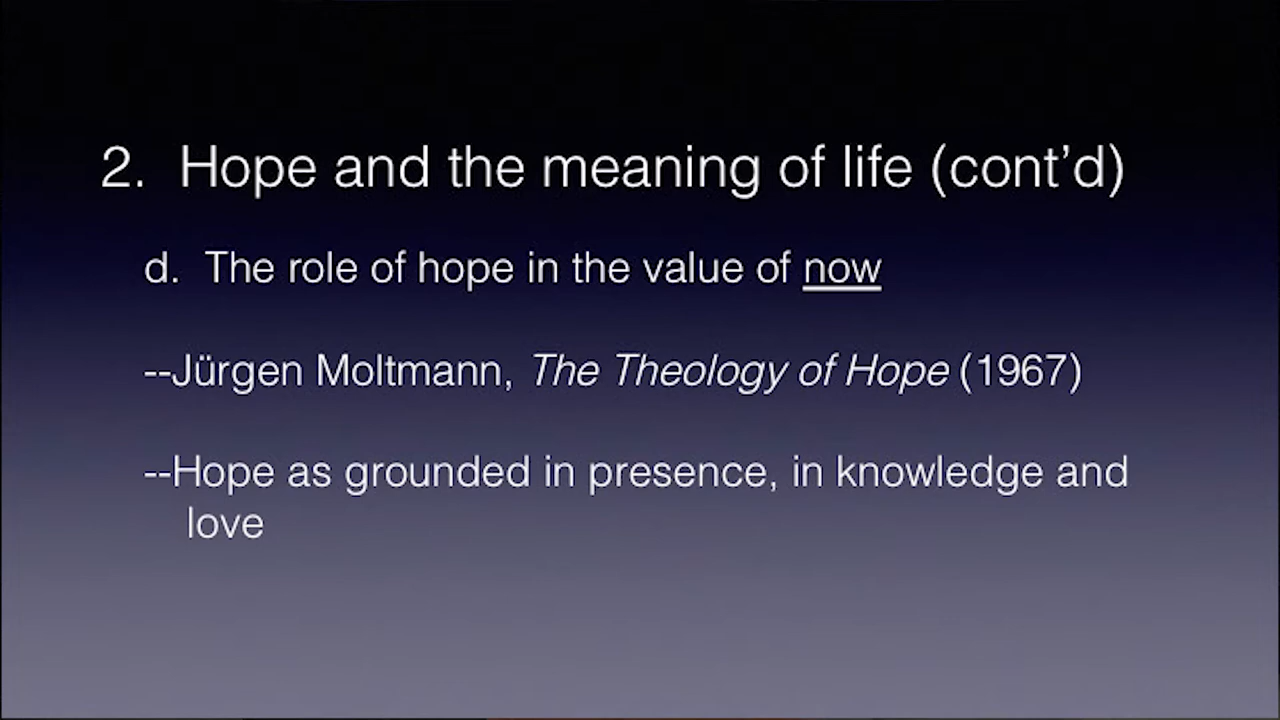 2. Hope and the meaning of life (cont’d)
d. The role of hope in the value of now
--Jürgen Moltmann, The Theology of Hope (1967)
--Hope as grounded in presence, in knowledge and
love